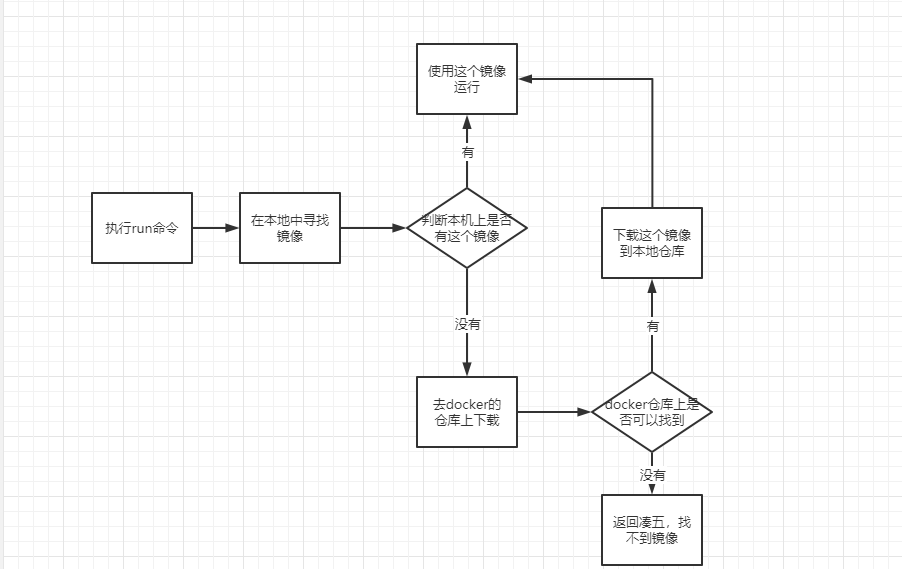 使用这个镜像
运行
有
执行run命令
在本地中寻找
镜像
判断本机上是否
有这个镜像
下载这个镜像
到本地仓库
没有
有
去docker的
仓库上下载
docker仓库上是
否可以找到
没有
返回凑五，找
不到镜像